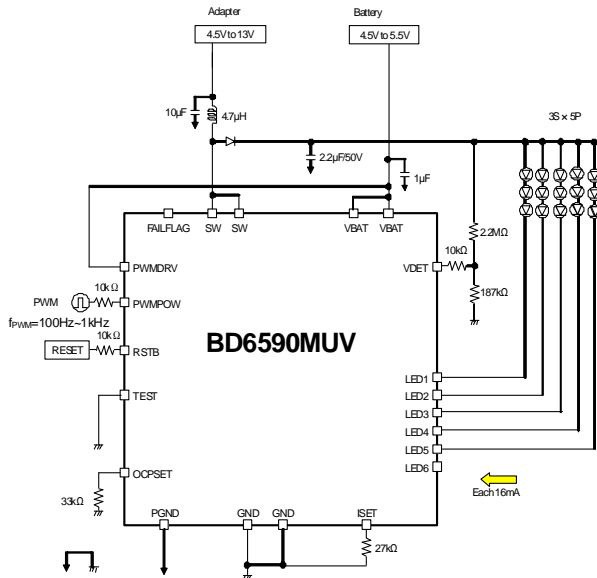 Adapter
Battery
4.5V to 13V
4.5V to 5.5V
10µF
4.7µH
3S × 5P
2.2µF/50V
1µF
FAILFLAG
SW
SW
VBAT
VBAT
2.2MΩ
10kΩ
PWMDRV
VDET
10kΩ
PWM
PWMPOW
187kΩ
fPWM=100Hz~1kHz
10kΩ
BD6590MUV
RESET
RSTB
LED1
TEST
LED2
LED3
LED4
LED5
LED6
OCPSET
Each 16mA
33kΩ
PGND
GND
GND
ISET
27kΩ